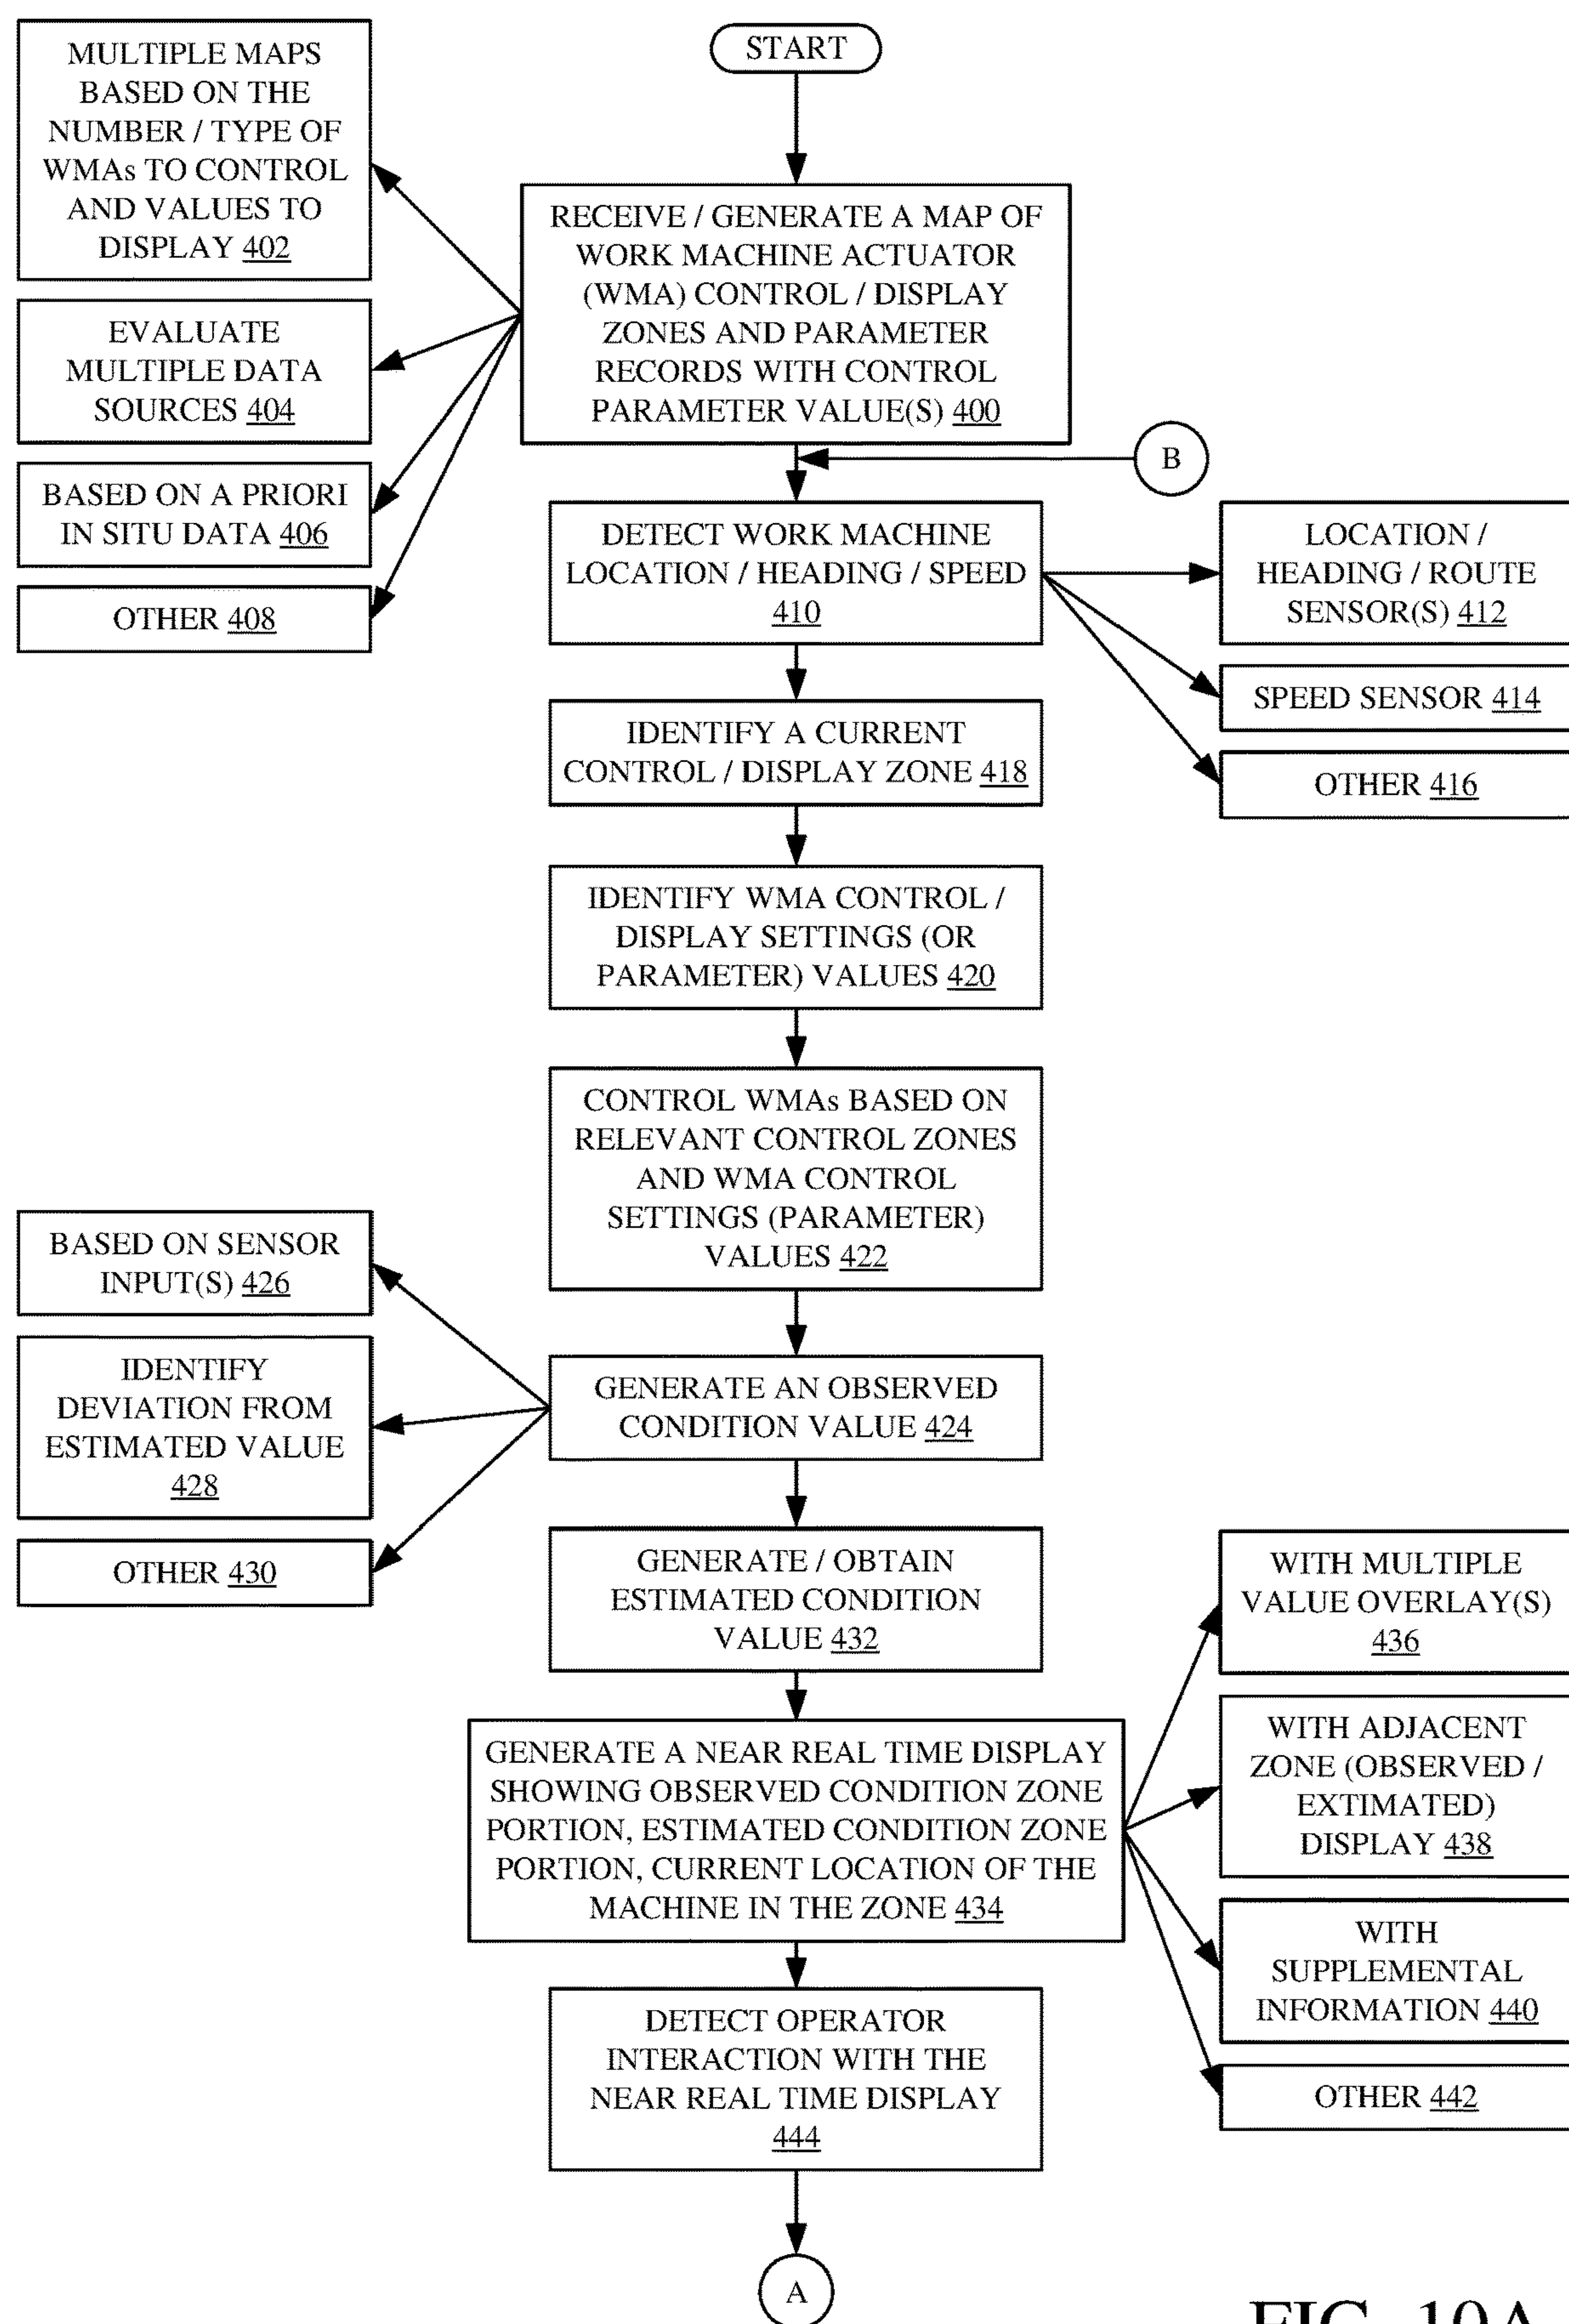 START
MULTIPLE MAPS
BASED ON THE
NUMBER / TYPE OF
WMAs TO CONTROL
AND VALUES TO
DISPLAY 402
EVALUATE
MULTIPLE DATA
SOURCES 404
BASED ON A PRIORI
IN SITU DATA 406
OTHER 408
RECEIVE / GENERATE A MAP OF
WORK MACHINE ACTUATOR
(WMA) CONTROL / DISPLAY
ZONES AND PARAMETER
RECORDS WITH CONTROL
PARAMETER VALUE(S) 400
B
DETECT WORK MACHINE
LOCATION / HEADING / SPEED
410
LOCATION /
HEADING / ROUTE
SENSOR(S) 412
SPEED SENSOR 414
OTHER 416
IDENTIFY A CURRENT
CONTROL / DISPLAY ZONE 418
IDENTIFY WMA CONTROL /
DISPLAY SETTINGS (OR
PARAMETER) VALUES 420
CONTROL WMAs BASED ON
RELEVANT CONTROL ZONES
AND WMA CONTROL
SETTINGS (PARAMETER)
VALUES 422
BASED ON SENSOR
INPUT(S) 426
IDENTIFY
DEVIATION FROM
ESTIMATED VALUE
428
OTHER 430
GENERATE AN OBSERVED
CONDITION VALUE 424
GENERATE / OBTAIN
ESTIMATED CONDITION
VALUE 432
GENERATE A NEAR REAL TIME DISPLAY
SHOWING OBSERVED CONDITION ZONE
PORTION, ESTIMATED CONDITION ZONE
PORTION, CURRENT LOCATION OF THE
MACHINE IN THE ZONE 434
WITH MULTIPLE
VALUE OVERLAY(S)
436
WITH ADJACENT
ZONE (OBSERVED /
EXTIMATED)
DISPLAY 438
WITH
SUPPLEMENTAL
INFORMATION 440
OTHER 442
DETECT OPERATOR
INTERACTION WITH THE
NEAR REAL TIME DISPLAY
444
A
FIG. 10A